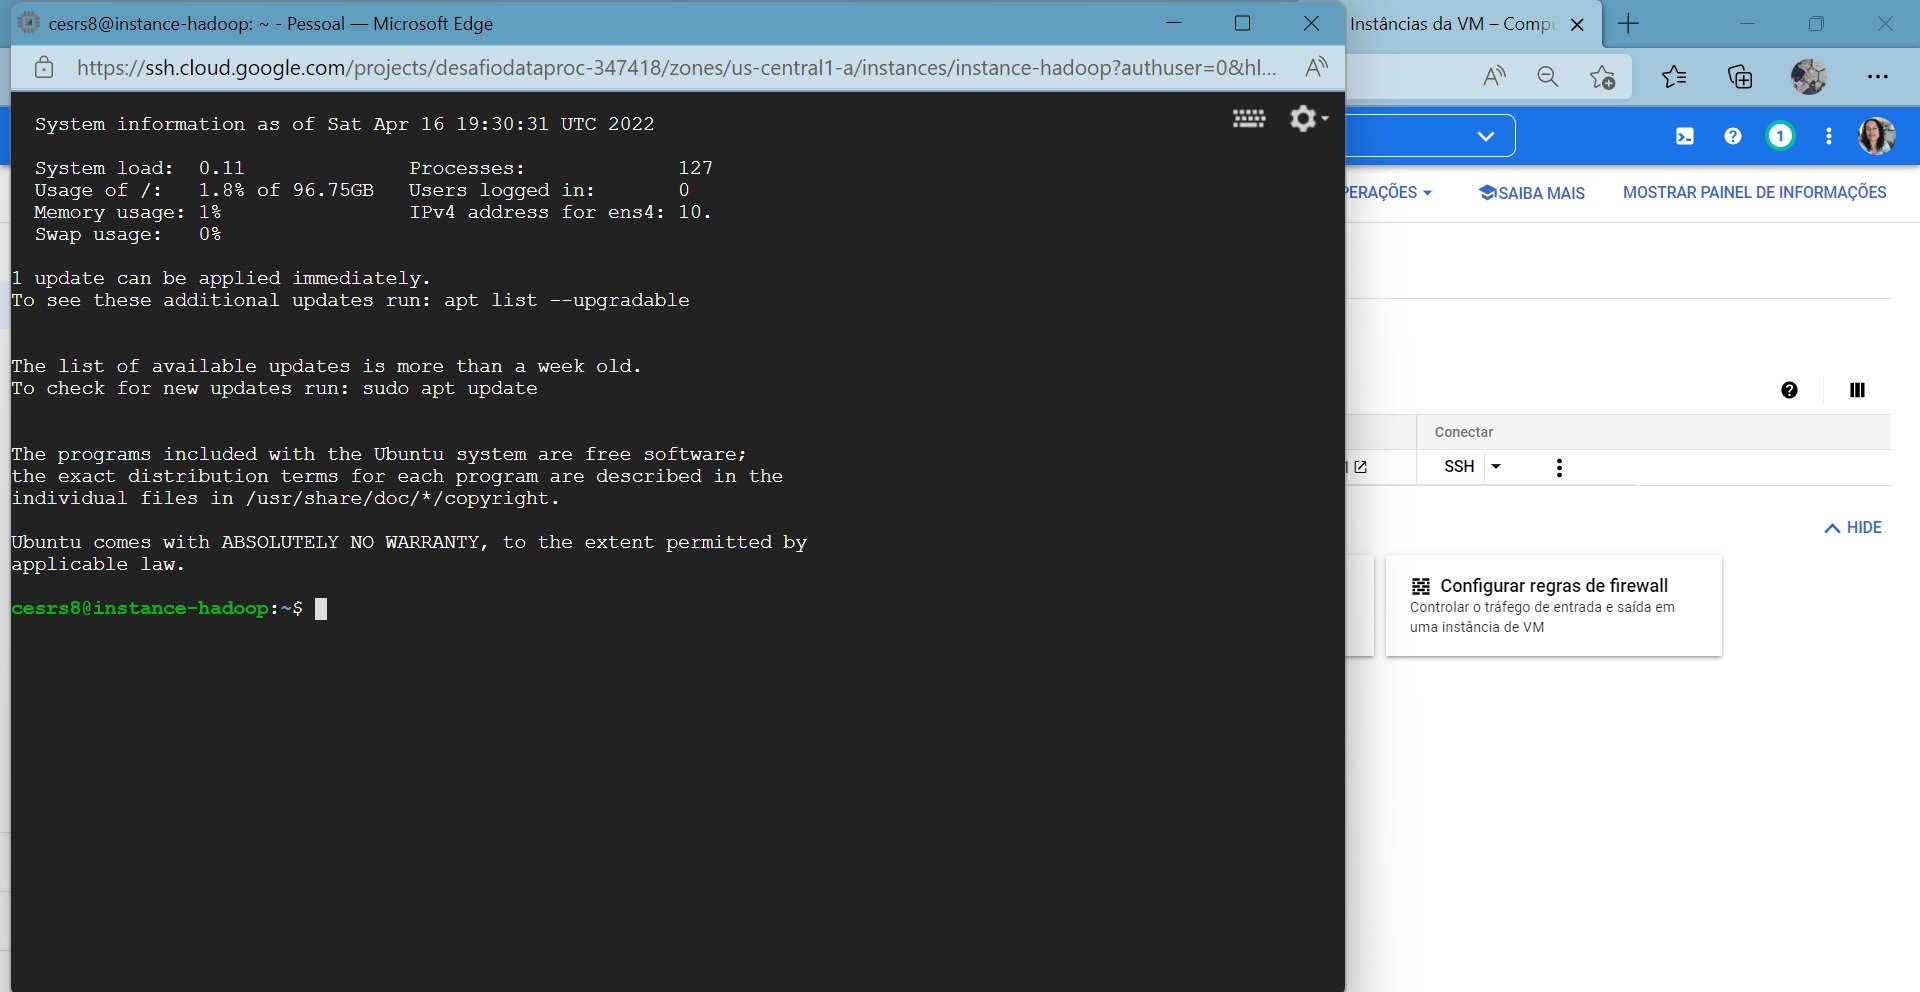 cesrs8@instance-hadoop: ~ - Pessoal — Microsoft Edge
https://ssh.cloud.google.com/projects/desafiodataproc-347418/zones/us-central1-a/instances/instance-hadoop?authuser=0&hl...
System information as of Sat Apr 16 19:30:31 UTC 2022
System load: 0.11 Processes: 127
Usage of /: 1.8% of 96.75GB Users logged in: 0
Memory usage: 1% IPv4 address for ens4: 10.
Swap usage: 0%
1 update can be applied immediately.
To see these additional updates run: apt list --upgradable
The list of available updates is more than a week old.
To check for new updates run: sudo apt update
The programs included with the Ubuntu system are free software;
the exact distribution terms for each program are described in the
individual files in /usr/share/doc/*/copyright.
Ubuntu comes with ABSOLUTELY NO WARRANTY, to the extent permitted by
applicable law.
cesrs8@instance-hadoop:~$
Instâncias da VM – Comp
1
SAIBA MAIS MOSTRAR PAINEL DE INFORMAÇÕES
Conectar
SSH
HIDE
Configurar regras de firewall
Controlar o tráfego de entrada e saída em
uma instância de VM